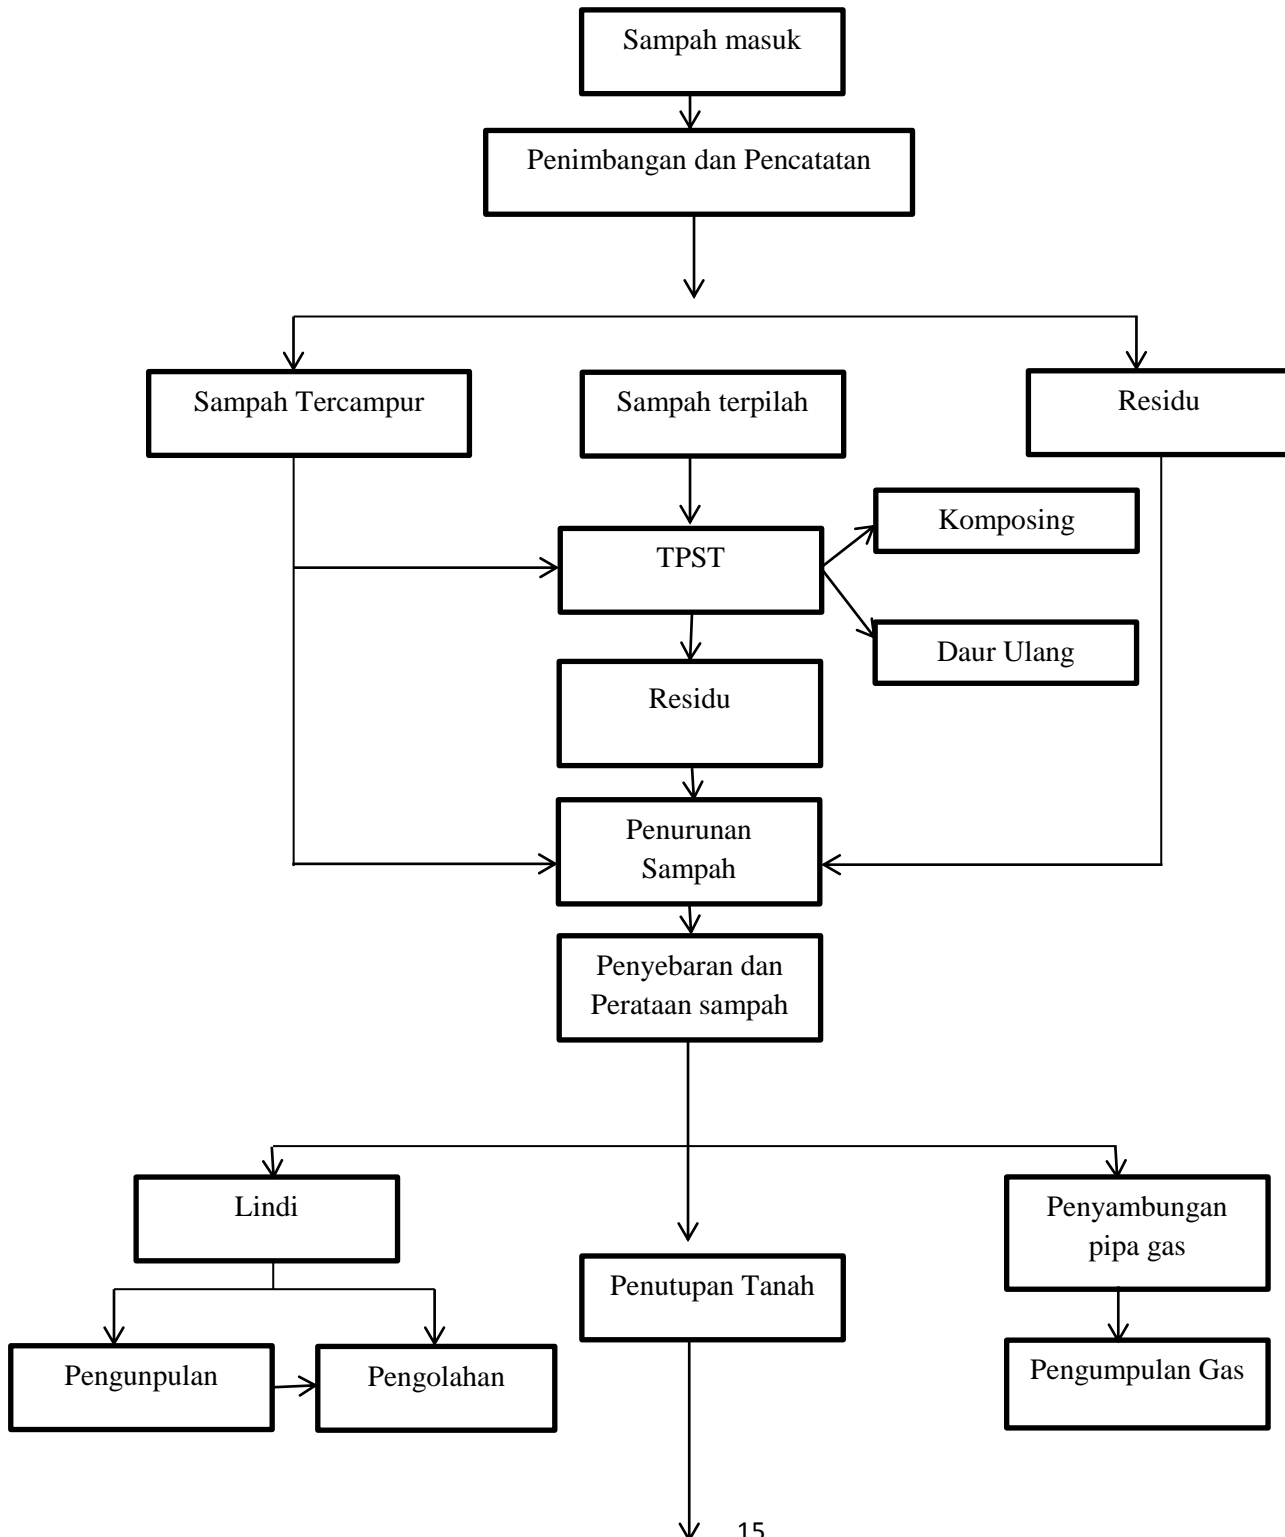 Sampah masuk
Penimbangan dan Pencatatan
Sampah Tercampur
Sampah terpilah
Residu
Komposing
TPST
Daur Ulang
Residu
Penurunan
Sampah
Penyebaran dan
Perataan sampah
Lindi
Penyambungan
pipa gas
Penutupan Tanah
Pengunpulan
Pengolahan
Pengumpulan Gas
15